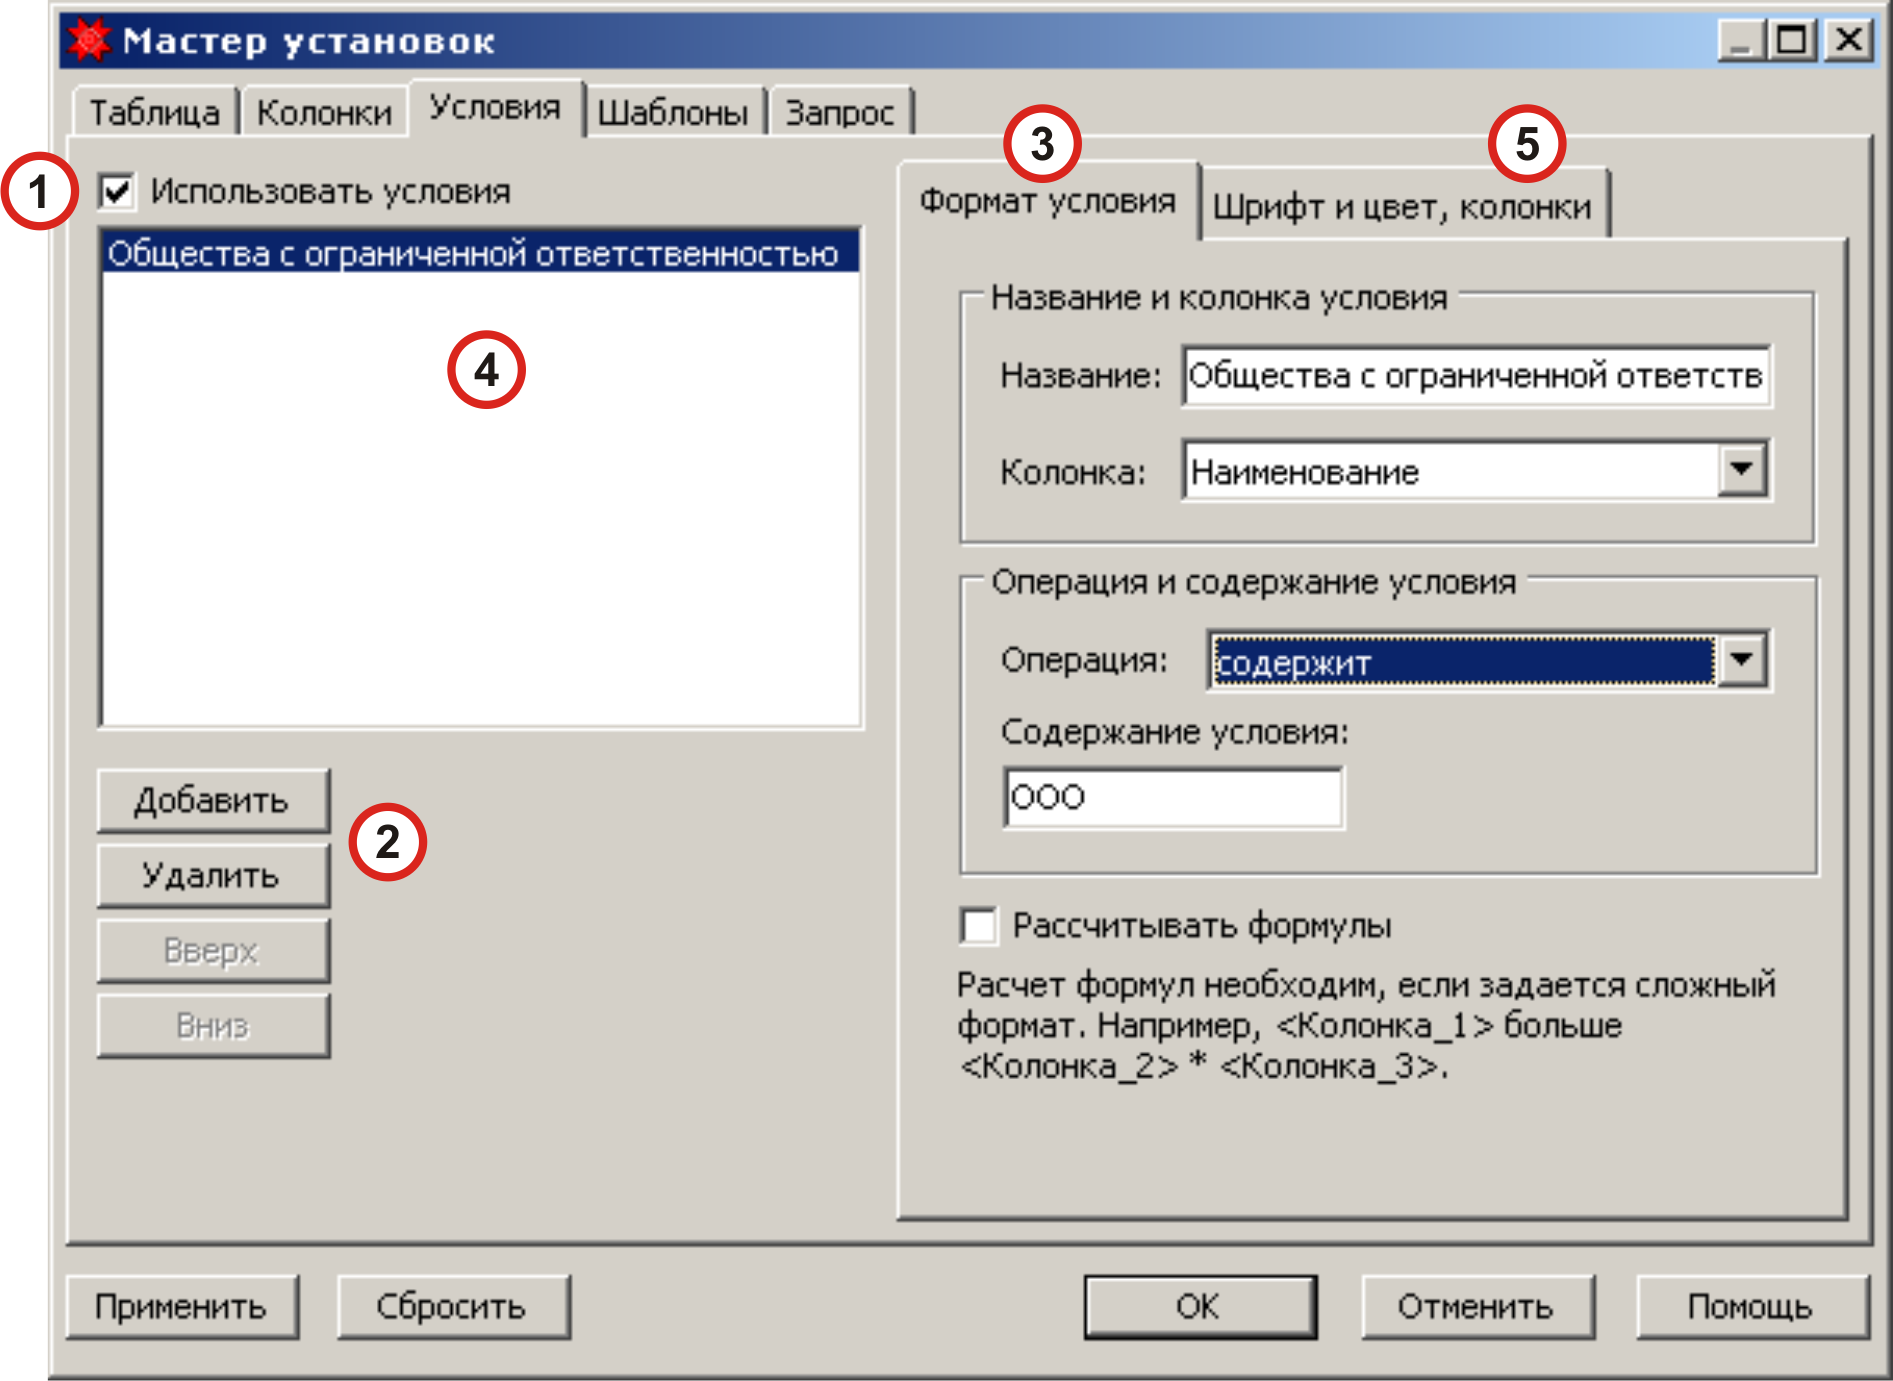 Мастер установок
Таблица Колонки Условия Шаблоны Запрос
1
Использовать условия
Общества с ограниченной ответственностью
4
Добавить
Удалить
Вверх
Вниз
2
3
5
Формат условия Шрифт и цвет, колонки
Название и колонка условия
Название: Общества с ограниченной ответств
Колонка: Наименование
Операция и содержание условия
Операция: содержит
Содержание условия:
ООО
Рассчитывать формулы
Расчет формул необходим, если задается сложный
формат. Например, <Колонка_1> больше
<Колонка_2> * <Колонка_3>.
Применить Сбросить ОК Отменить Помощь